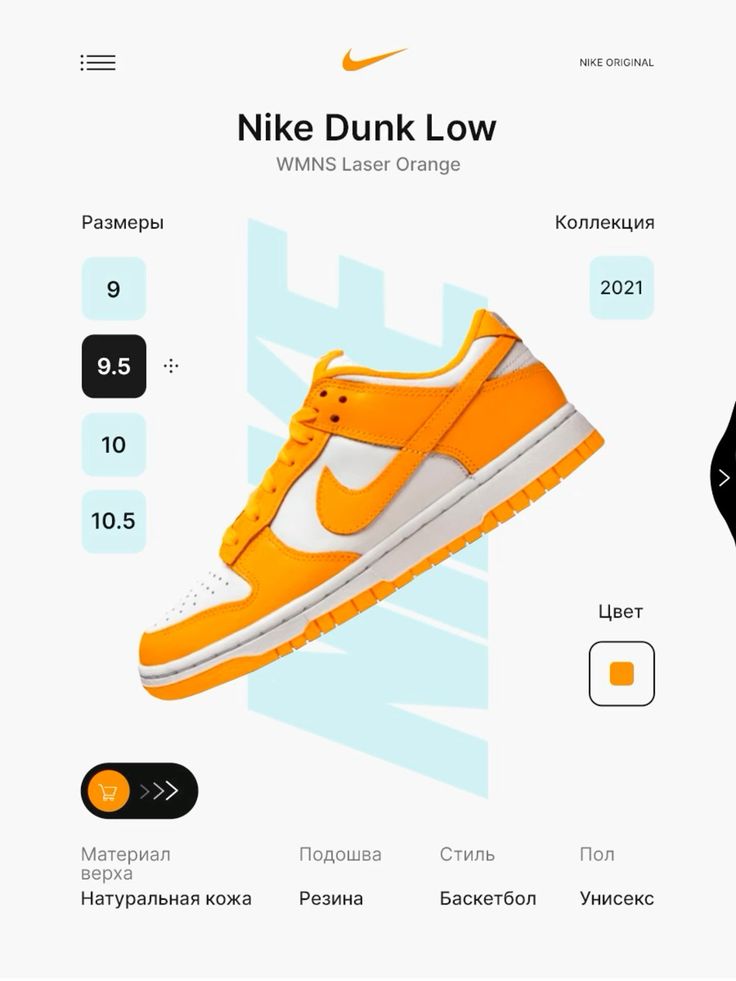 NIKE ORIGINAL
Nike Dunk Low
WMNS Laser Orange
Размеры
Коллекция
9
2021
9.5
10
10.5
NIKE
Цвет
Материал
верха
Подошва
Стиль
Пол
Натуральная кожа
Резина
Баскетбол
Унисекс